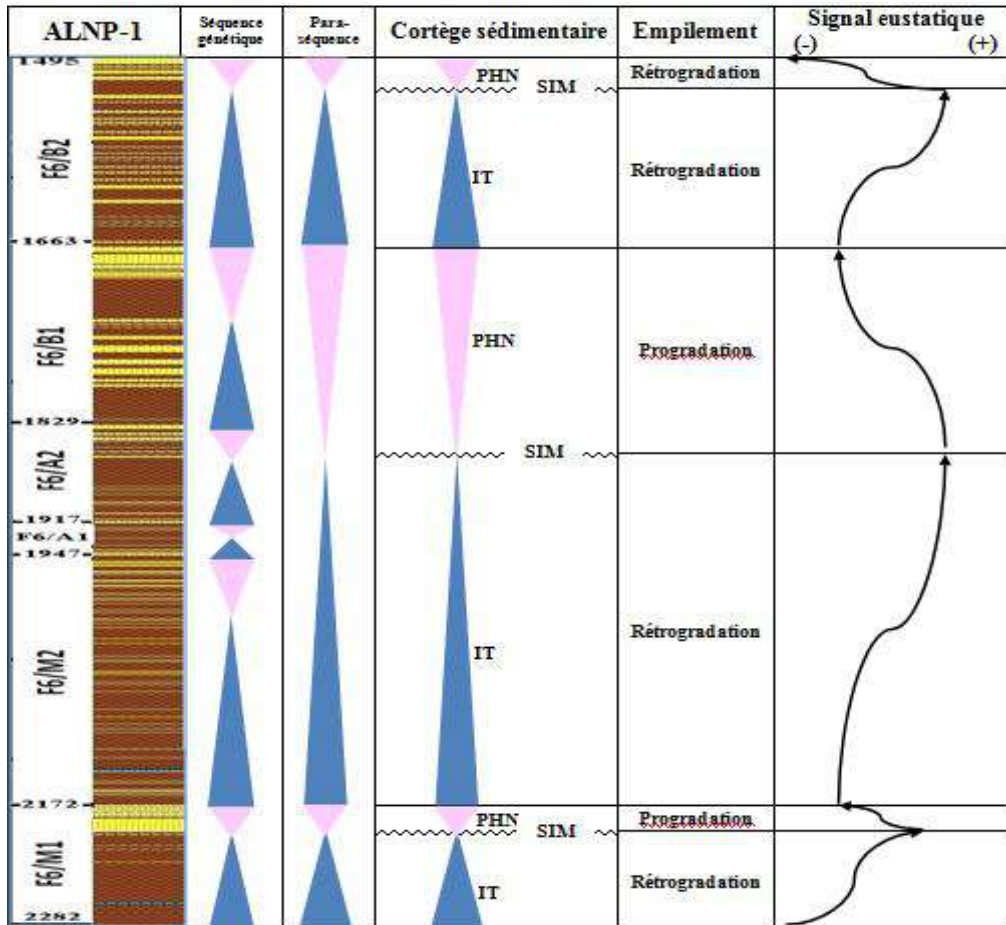 ALNP-1
Séquence
génétique
Para-
séquence
Cortège sédimentaire
Empilement
Signal eustatique
(-) (+)
1495
PHN
SIM
Rétrogradation
F6/B2
IT
Rétrogradation
1663
F6/B1
PHN
Progradation
1829
SIM
F6/A2
1917
F6/A1
1947
IT
Rétrogradation
F6/M2
2172
PHN
SIM
Progradation
F6/M1
IT
Rétrogradation
2282